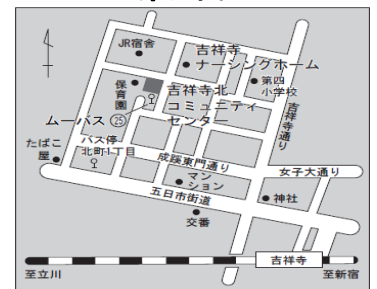 JR宿舎
吉祥寺
ナーシングホーム
第四
小学校
保育園
吉祥寺北
コミュニティ
センター
吉祥寺通り
ムーバス㉕
バス停
北町1丁目
たばこ
屋
成蹊東門通り
女子大通り
マン
ション
五日市街道
神社
交番
吉祥寺
至立川
至新宿